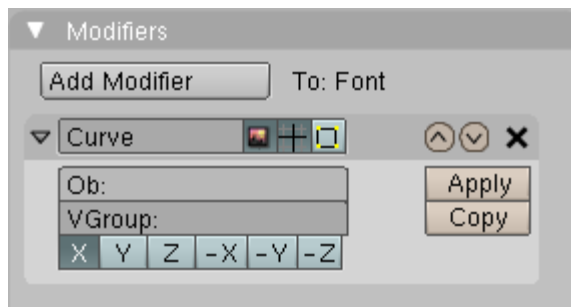 Modifiers
Add Modifier To: Font
Curve
Ob: Apply
VGroup: Copy
X Y Z -X -Y -Z